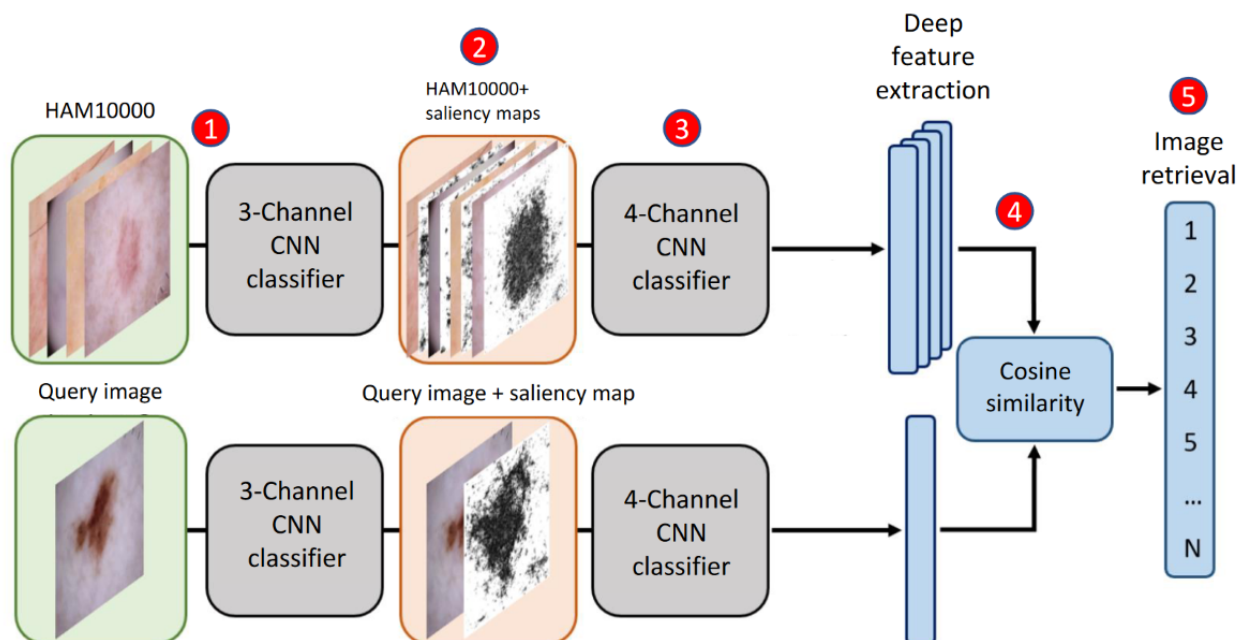 HAM10000
1
2
HAM10000+
saliency maps
3
Deep
feature
extraction
4
5
Image
retrieval
3-Channel
CNN
classifier
4-Channel
CNN
classifier
Cosine
similarity
1
2
3
4
5
...
N
Query image
Query image + saliency map
3-Channel
CNN
classifier
4-Channel
CNN
classifier